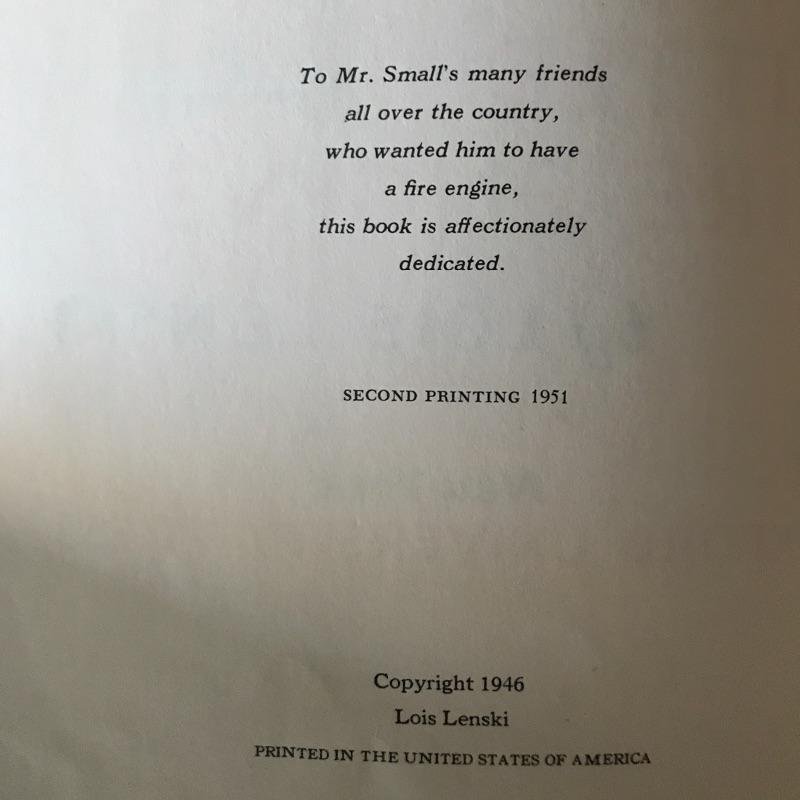 To Mr. Small's many friends
all over the country,
who wanted him to have
a fire engine,
this book is affectionately
dedicated.
SECOND PRINTING 1951
Copyright 1946
Lois Lenski
PRINTED IN THE UNITED STATES OF AMERICA